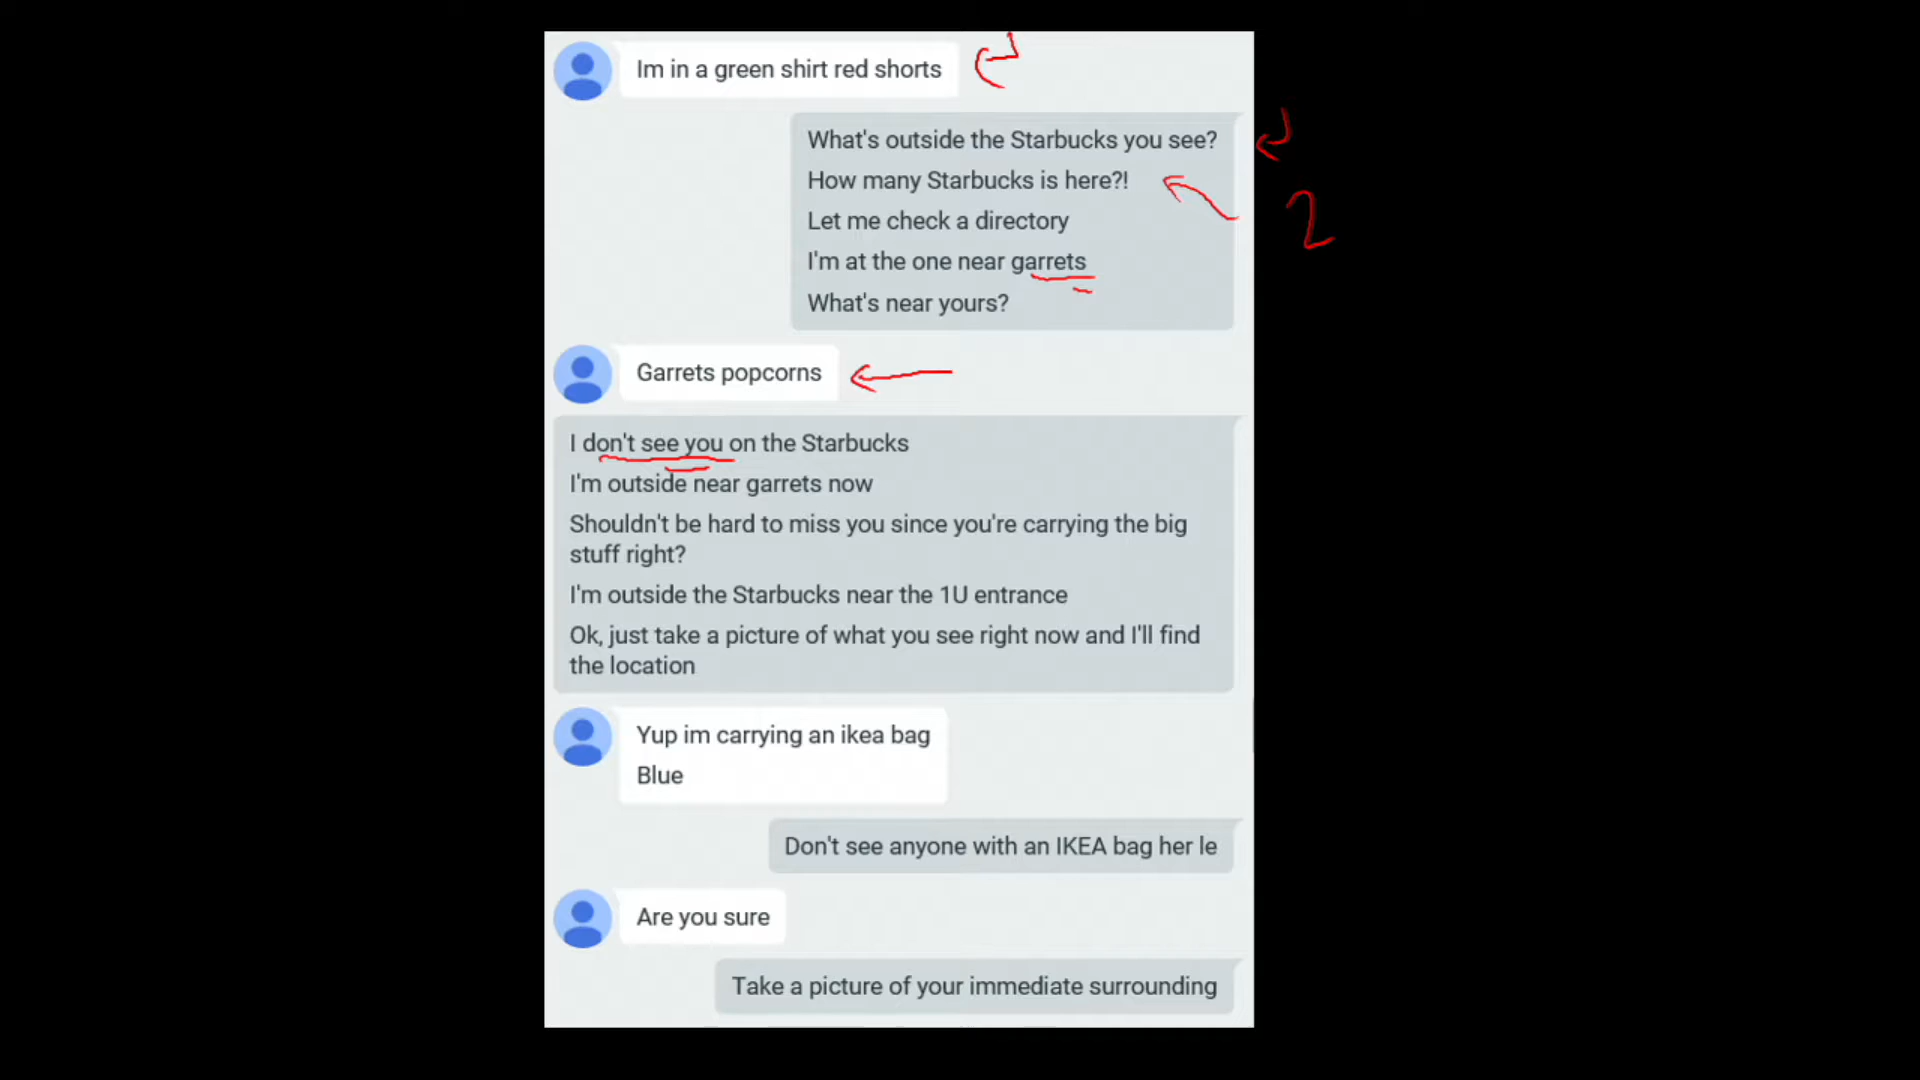 Im in a green shirt red shorts
What's outside the Starbucks you see?
How many Starbucks is here?!
2
Let me check a directory
I'm at the one near garrets
What's near yours?
Garrets popcorns
I don't see you on the Starbucks
I'm outside near garrets now
Shouldn't be hard to miss you since you're carrying the big
stuff right?
I'm outside the Starbucks near the 1U entrance
Ok, just take a picture of what you see right now and I'll find
the location
Yup im carrying an ikea bag
Blue
Don't see anyone with an IKEA bag her le
Are you sure
Take a picture of your immediate surrounding